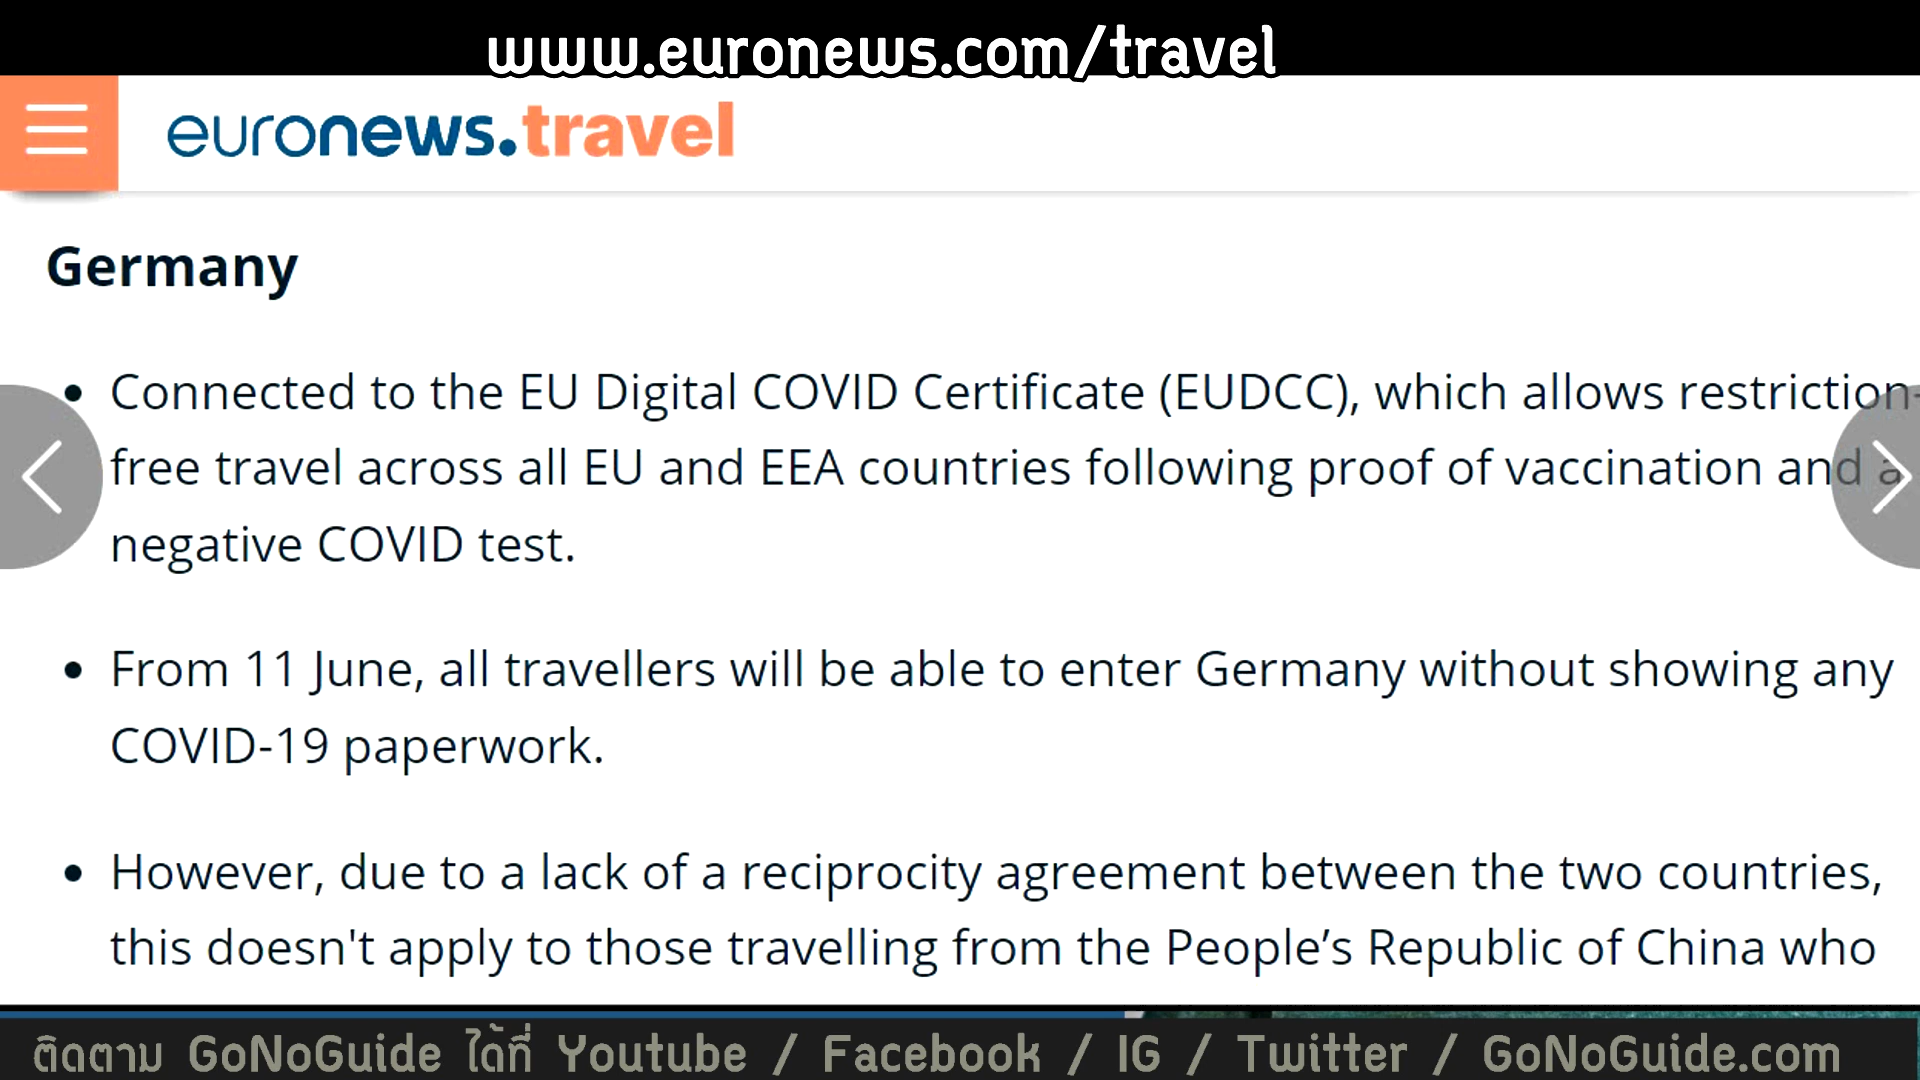 www.euronews.com/travel
euronews.travel
Germany
• Connected to the EU Digital COVID Certificate (EUDCC), which allows restriction-
free travel across all EU and EEA countries following proof of vaccination and a
negative COVID test.
• From 11 June, all travellers will be able to enter Germany without showing any
COVID-19 paperwork.
• However, due to a lack of a reciprocity agreement between the two countries,
this doesn't apply to those travelling from the People’s Republic of China who
ติดตาม GoNoGuide ได้ที่ Youtube / Facebook / IG / Twitter / GoNoGuide.com